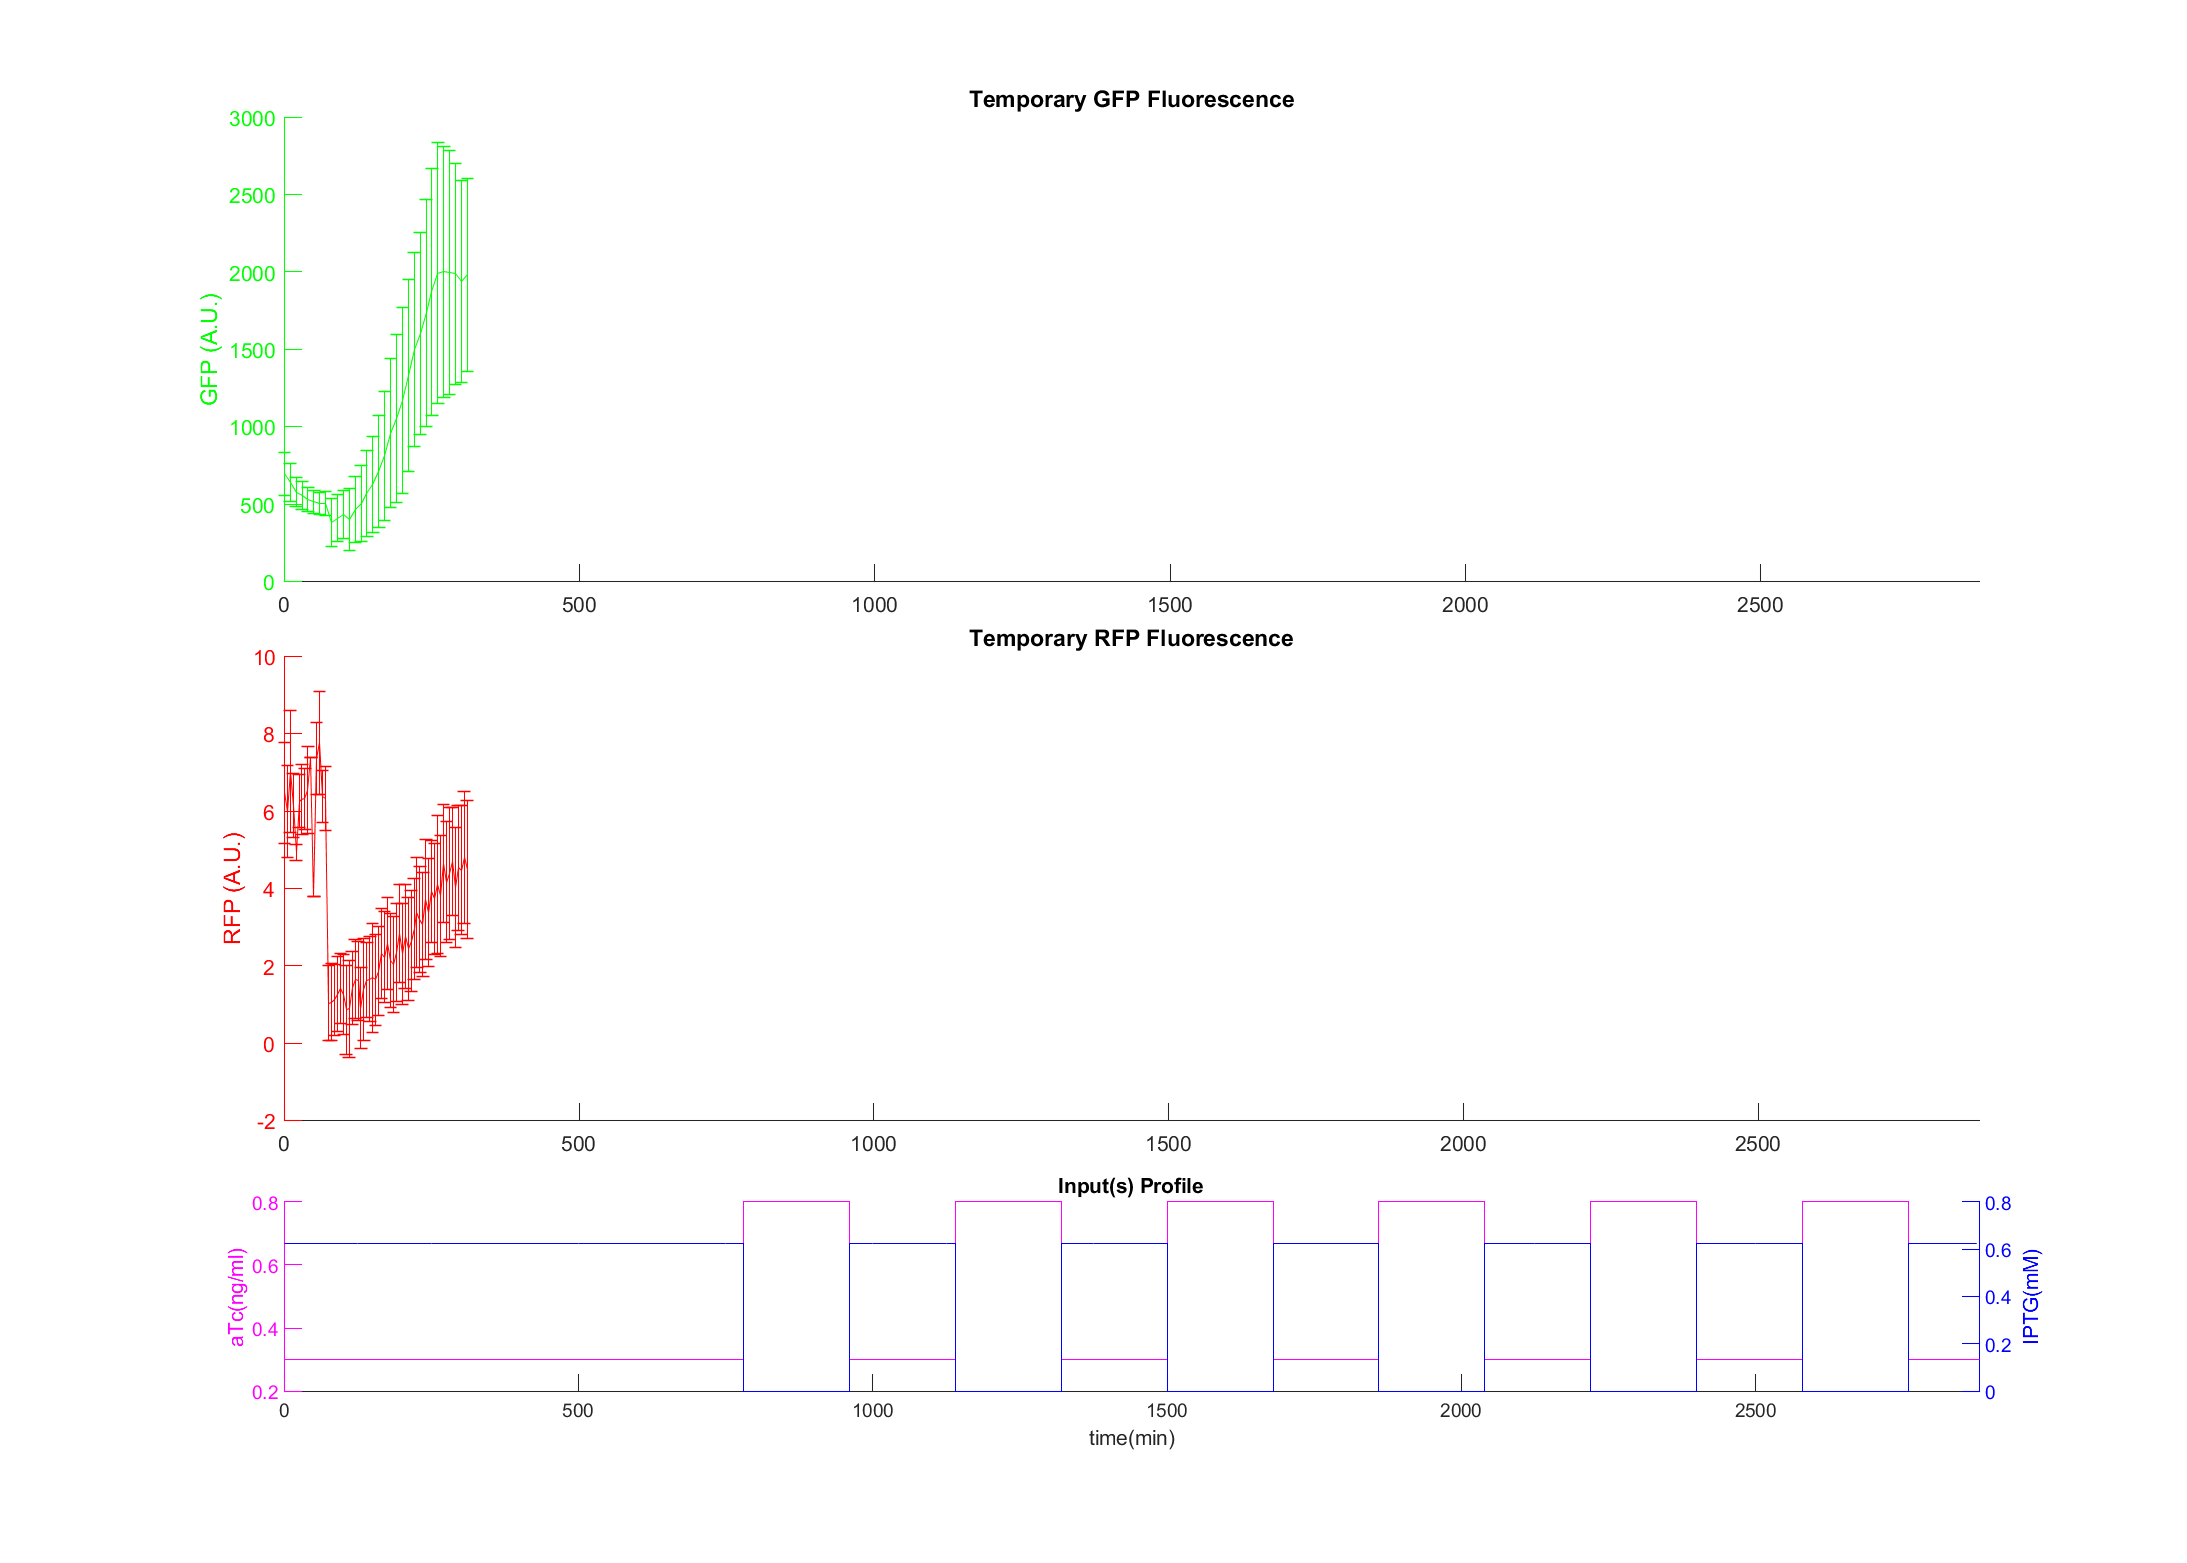 Temporary GFP Fluorescence
3000
2500
2000
1500
1000
500
0
GFP (A.U.)
0 500 1000 1500 2000 2500
Temporary RFP Fluorescence
10
8
6
4
2
0
-2
RFP (A.U.)
0 500 1000 1500 2000 2500
Input(s) Profile
0.8
0.6
0.4
0.2
aTc(ng/ml)
0.8
0.6
0.4
0.2
0
IPTG(mM)
0 500 1000 1500 2000 2500
time(min)